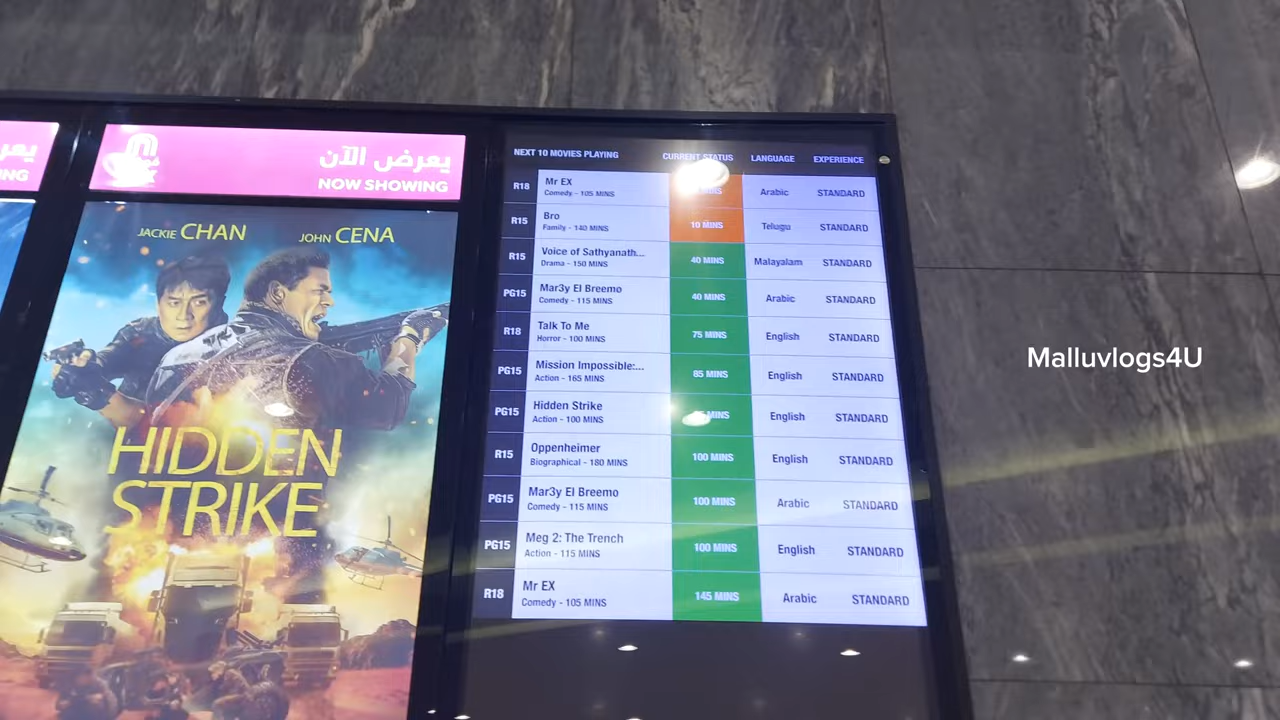 يعر
NG
يعرض الآن
NOW SHOWING
JACKIE CHAN
JOHN CENA
HIDDEN
STRIKE
NEXT 10 MOVIES PLAYING CURRENT STATUS LANGUAGE EXPERIENCE
R18 Mr EX Arabic STANDARD
Comedy - 105 MINS
R15 Bro 10 MINS Telugu STANDARD
Family - 140 MINS
R15 Voice of Sathyanath... 40 MINS Malayalam STANDARD
Drama - 150 MINS
PG15 Mar3y El Breemo 40 MINS Arabic STANDARD
Comedy - 115 MINS
R18 Talk To Me 75 MINS English STANDARD
Horror - 100 MINS
PG15 Mission Impossible:... 85 MINS English STANDARD
Action - 165 MINS
PG15 Hidden Strike MINS English STANDARD
Action - 100 MINS
R15 Oppenheimer 100 MINS English STANDARD
Biographical - 180 MINS
PG15 Mar3y El Breemo 100 MINS Arabic STANDARD
Comedy - 115 MINS
PG15 Meg 2: The Trench 100 MINS English STANDARD
Action - 115 MINS
R18 Mr EX 145 MINS Arabic STANDARD
Comedy - 105 MINS
Malluvlogs4U